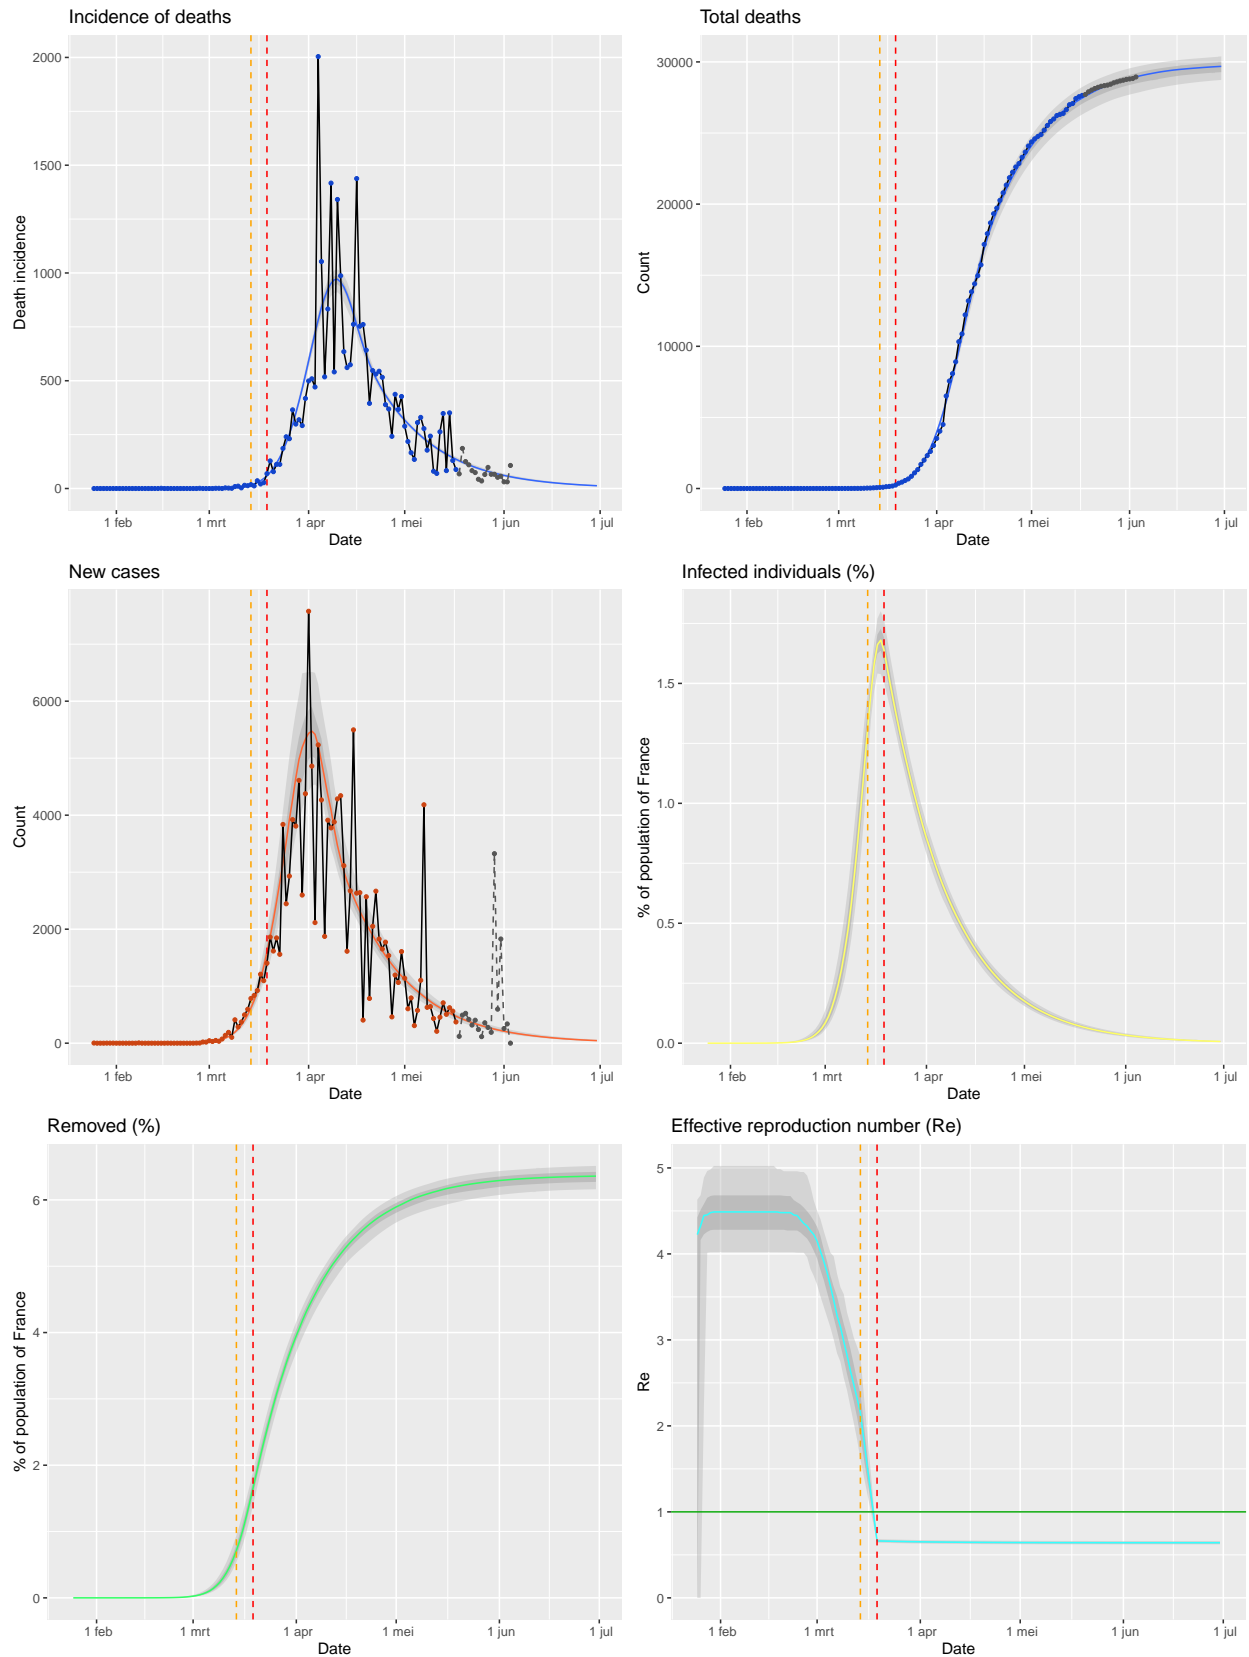 Incidence of deaths
Death incidence
2000
1500
1000
500
0
1 feb 1 mrt 1 apr 1 mei 1 jun 1 jul
Date
Total deaths
Count
30000
20000
10000
0
1 feb 1 mrt 1 apr 1 mei 1 jun 1 jul
Date
New cases
Count
6000
4000
2000
0
1 feb 1 mrt 1 apr 1 mei 1 jun 1 jul
Date
Infected individuals (%)
% of population of France
1.5
1.0
0.5
0.0
1 feb 1 mrt 1 apr 1 mei 1 jun 1 jul
Date
Removed (%)
% of population of France
6
4
2
0
1 feb 1 mrt 1 apr 1 mei 1 jun 1 jul
Date
Effective reproduction number (Re)
Re
5
4
3
2
1
0
1 feb 1 mrt 1 apr 1 mei 1 jun 1 jul
Date